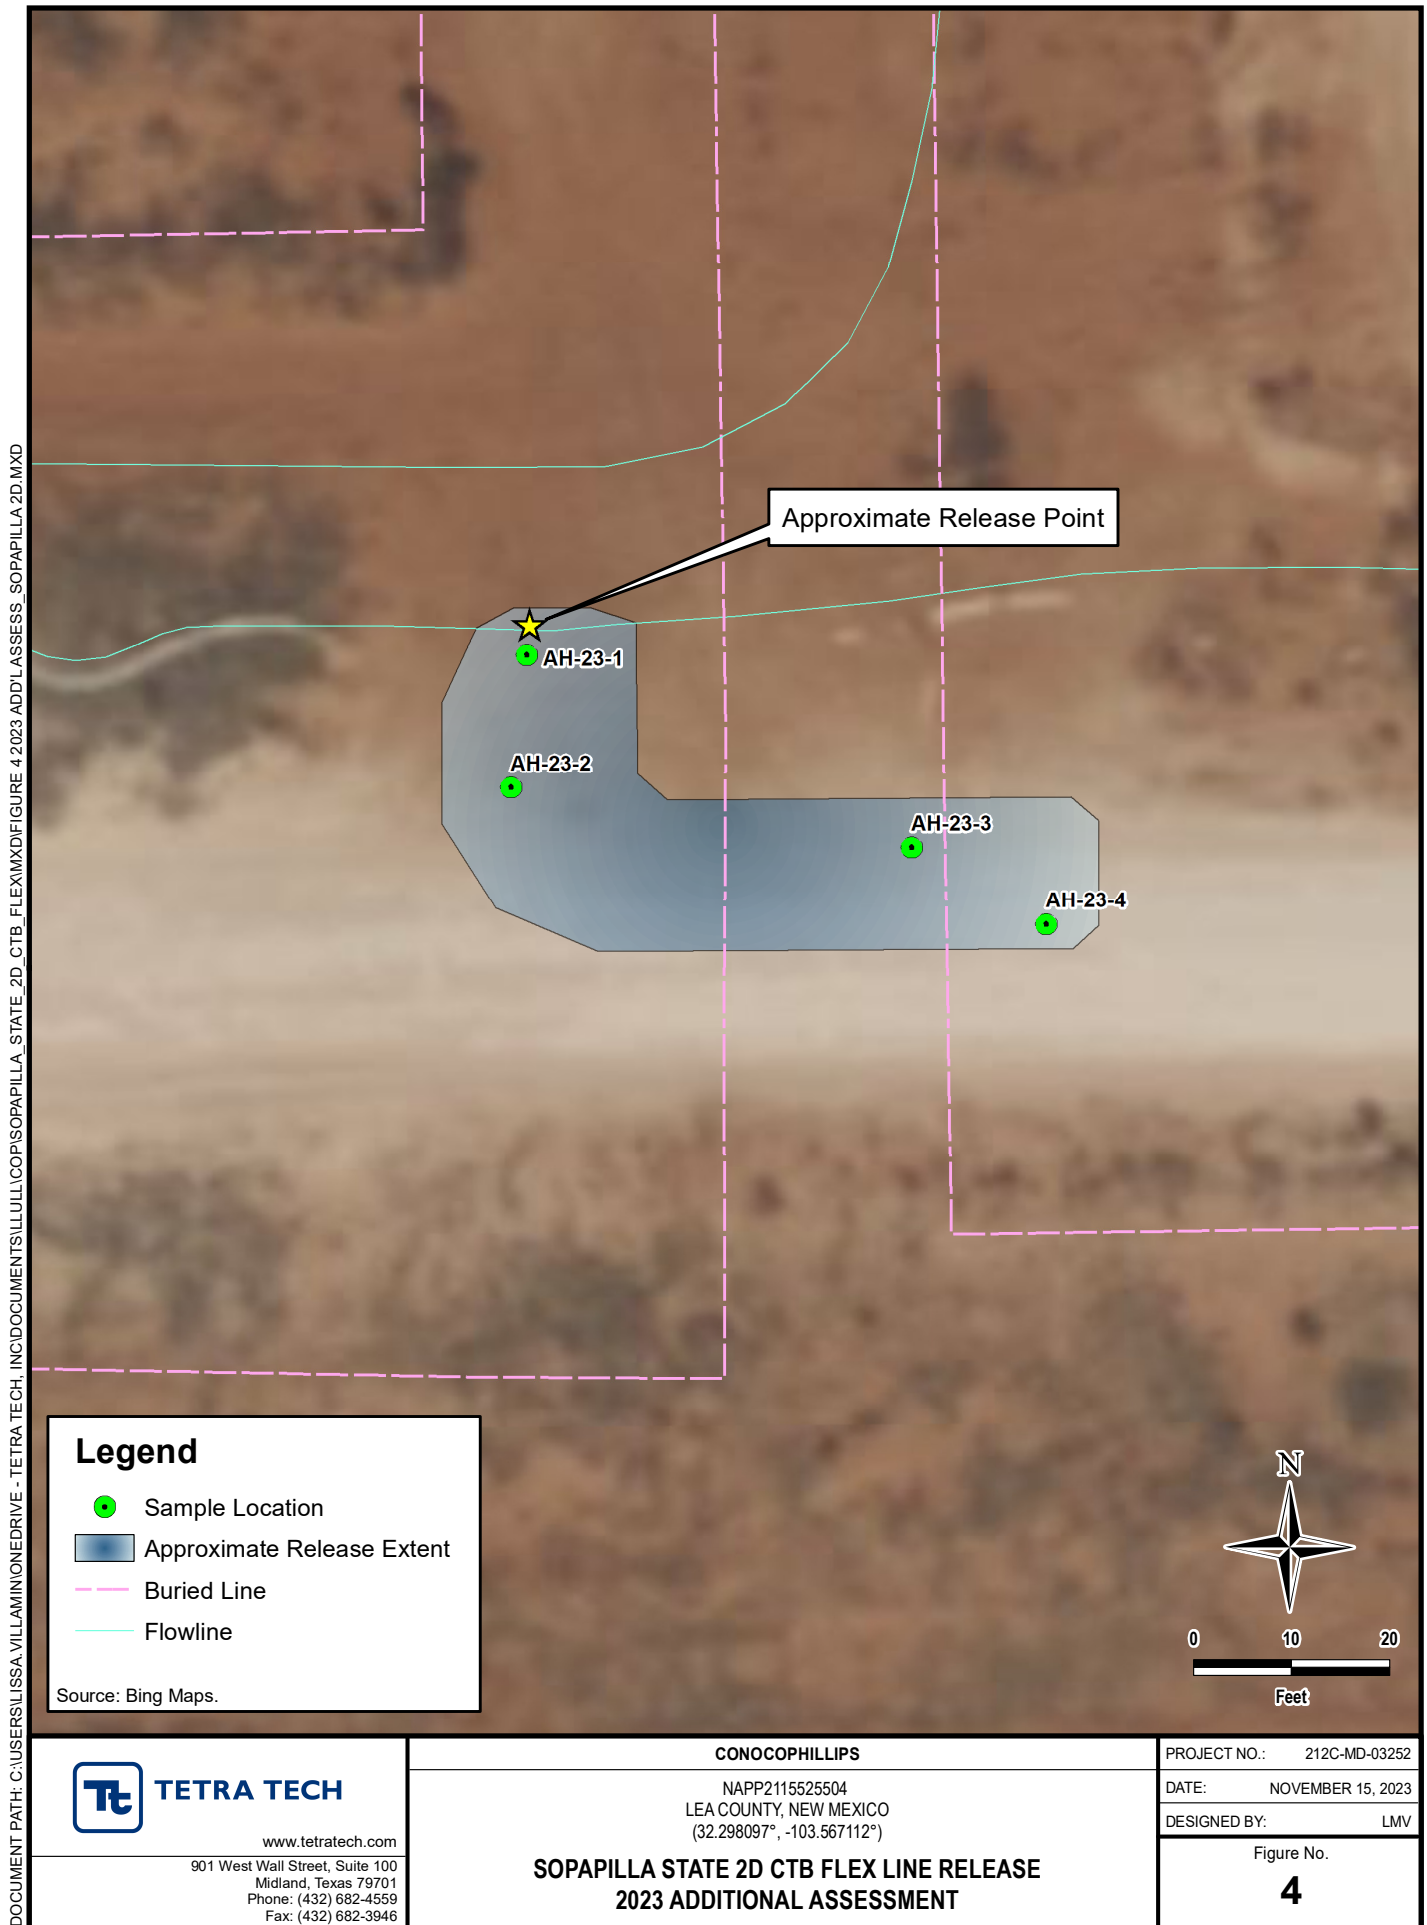 Approximate Release Point
AH-23-1
AH-23-2
AH-23-3
AH-23-4
Legend
Sample Location
Approximate Release Extent
Buried Line
Flowline
Source: Bing Maps.
N
0 10 20
Feet
DOCUMENT PATH: C:\USERS\LISSA.VILLAMIN\ONEDRIVE - TETRA TECH, INC\DOCUMENTS\LLULL\COP\SOPAPILLA_STATE_2D_CTB_FLEX\MXD\FIGURE 4 2023 ADD'L ASSESS_SOPAPILLA 2D.MXD
Tt TETRA TECH
www.tetratech.com
901 West Wall Street, Suite 100
Midland, Texas 79701
Phone: (432) 682-4559
Fax: (432) 682-3946
CONOCOPHILLIPS
NAPP2115525504
LEA COUNTY, NEW MEXICO
(32.298097°, -103.567112°)
SOPAPILLA STATE 2D CTB FLEX LINE RELEASE
2023 ADDITIONAL ASSESSMENT
PROJECT NO.: 212C-MD-03252
DATE: NOVEMBER 15, 2023
DESIGNED BY: LMV
Figure No.
4